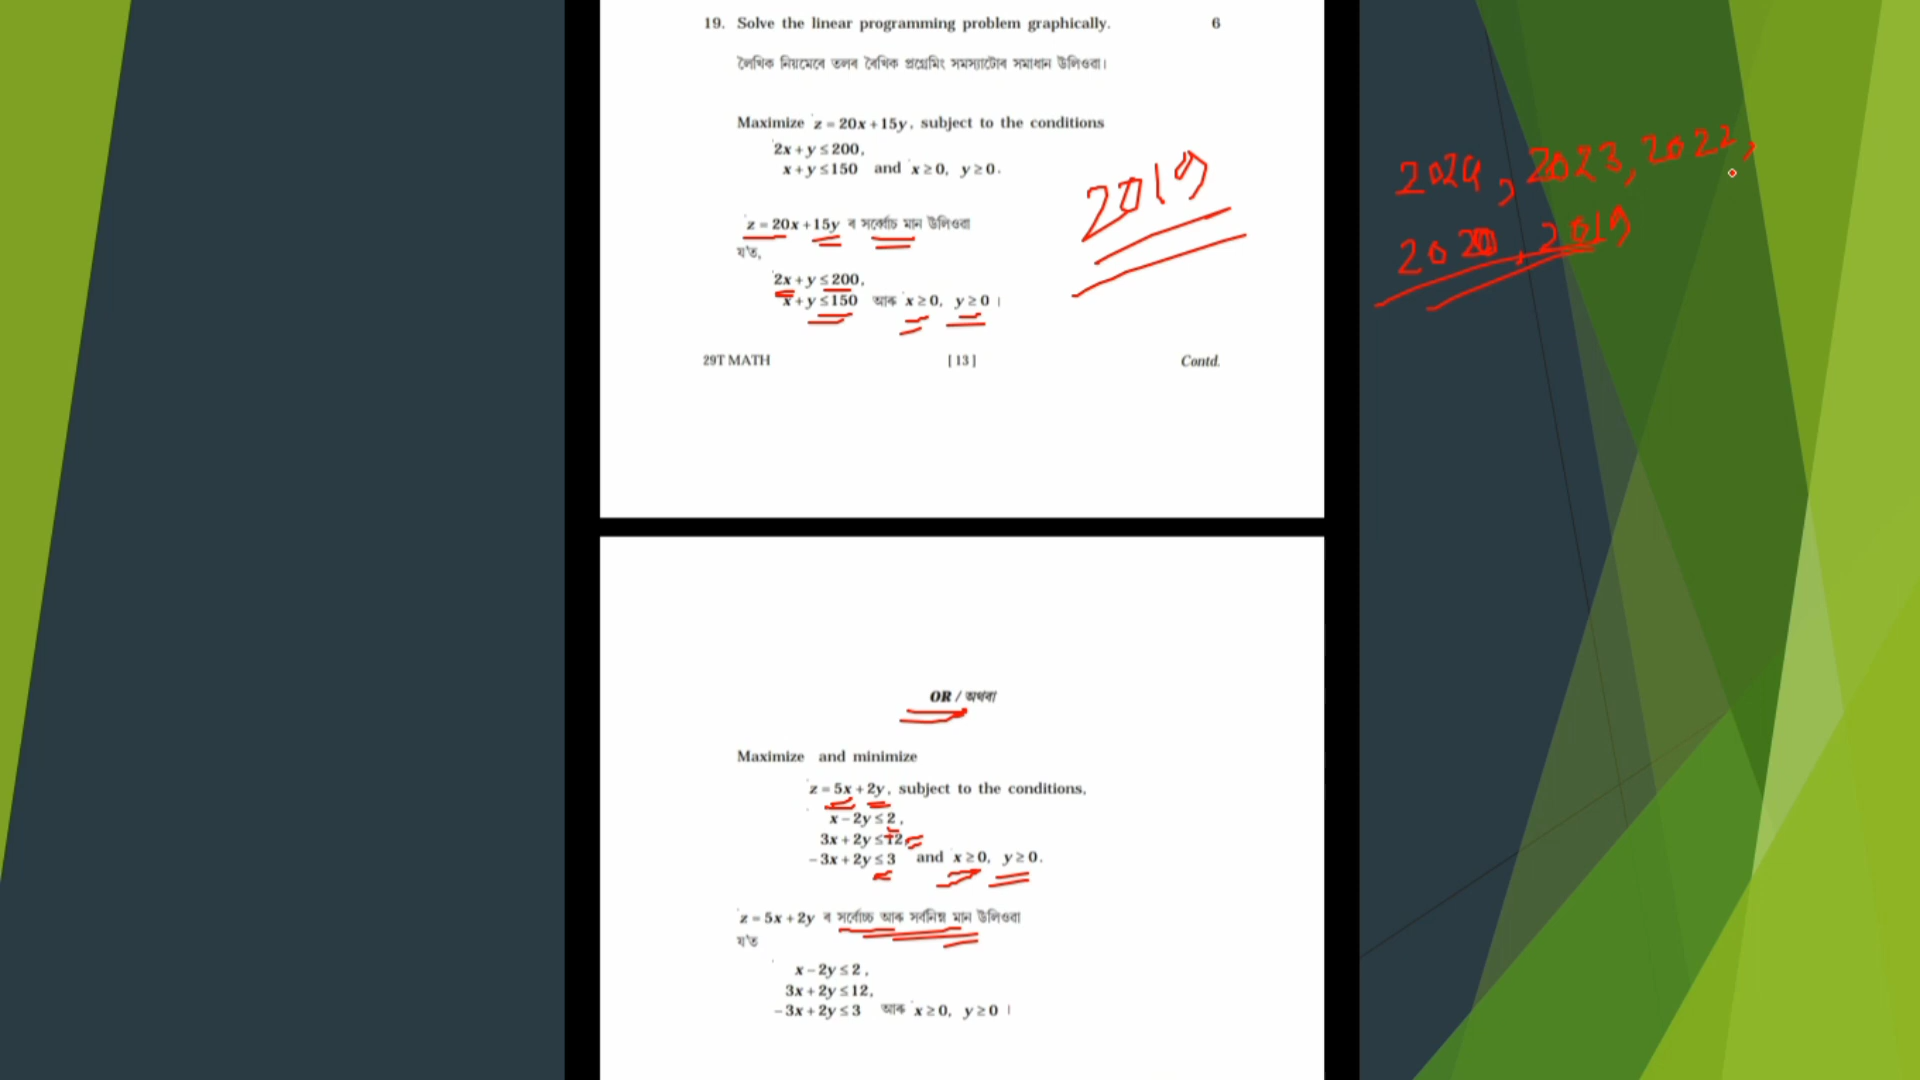 19. Solve the linear programming problem graphically. 6
লৈখিক নিয়মেৰে তলৰ ৰৈখিক প্ৰগ্ৰেমিং সমস্যাটোৰ সমাধান উলিওৱা।
Maximize z = 20x + 15y, subject to the conditions
2x + y ≤ 200,
x + y ≤ 150 and x ≥ 0, y ≥ 0.
2019
2024, 2023, 2022,
2020, 2019
z = 20x + 15y ৰ সৰ্ব্বোচ্চ মান উলিওৱা
য'ত,
2x + y ≤ 200,
x + y ≤ 150 আৰু x ≥ 0, y ≥ 0 ।
29T MATH [ 13 ] Contd.
OR / অথবা
Maximize and minimize
z = 5x + 2y, subject to the conditions,
x – 2y ≤ 2,
3x + 2y ≤ 12,
– 3x + 2y ≤ 3 and x ≥ 0, y ≥ 0.
z = 5x + 2y ৰ সৰ্বোচ্চ আৰু সৰ্বনিম্ন মান উলিওৱা
য'ত
x – 2y ≤ 2,
3x + 2y ≤ 12,
– 3x + 2y ≤ 3 আৰু x ≥ 0, y ≥ 0 ।